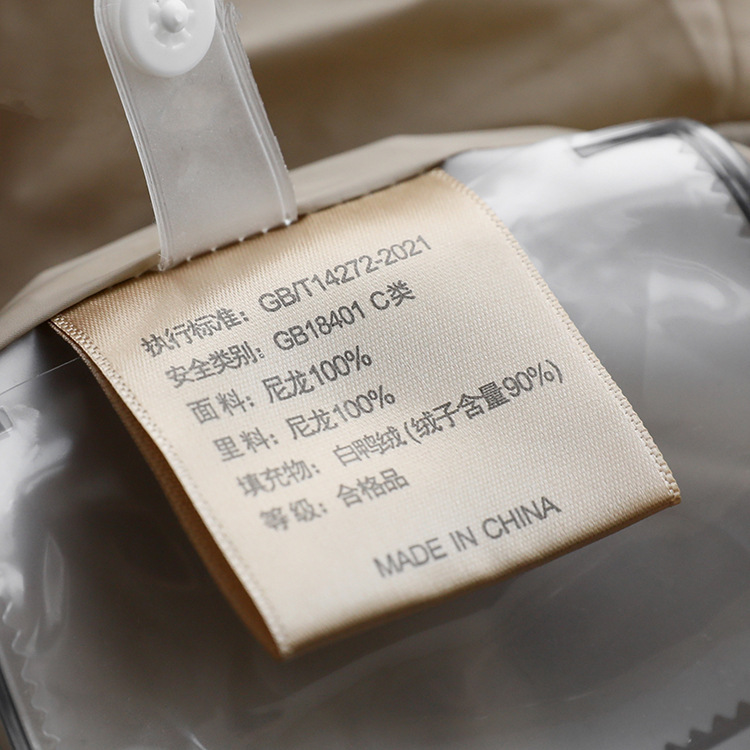 执行标准：GB/T14272-2021
安全类别：GB18401 C类
面料：尼龙100%
里料：尼龙100%
填充物：白鸭绒（绒子含量90%）
等级：合格品
MADE IN CHINA